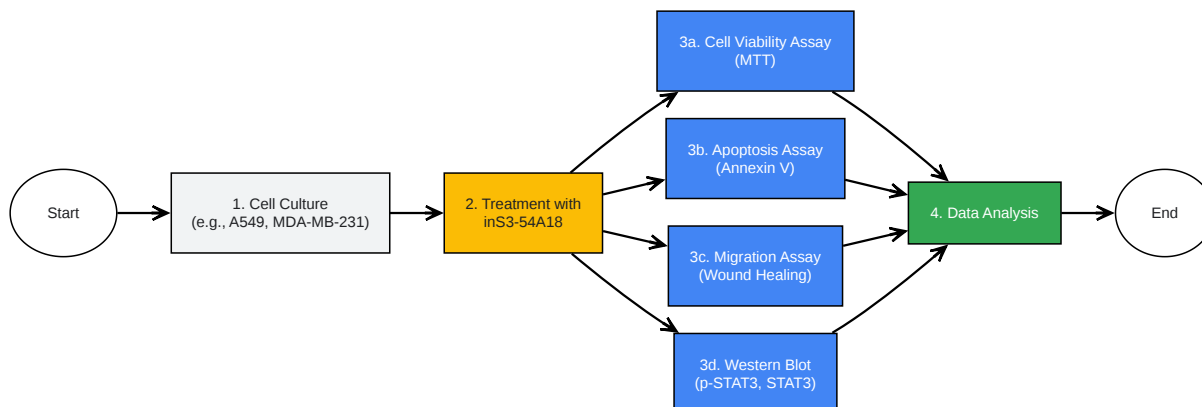 Start
1. Cell Culture
(e.g., A549, MDA-MB-231)
2. Treatment with
inS3-54A18
3a. Cell Viability Assay
(MTT)
3b. Apoptosis Assay
(Annexin V)
3c. Migration Assay
(Wound Healing)
3d. Western Blot
(p-STAT3, STAT3)
4. Data Analysis
End